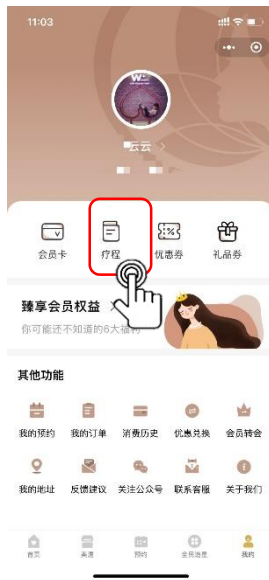 11:03
云云 >
会员卡 疗程 优惠券 礼品券
臻享会员权益
你可能还不知道的6大福利
其他功能
我的预约 我的订单 消费历史 优惠兑换 会员转会
我的地址 反馈建议 关注公众号 联系客服 关于我们
首页 预约 我的